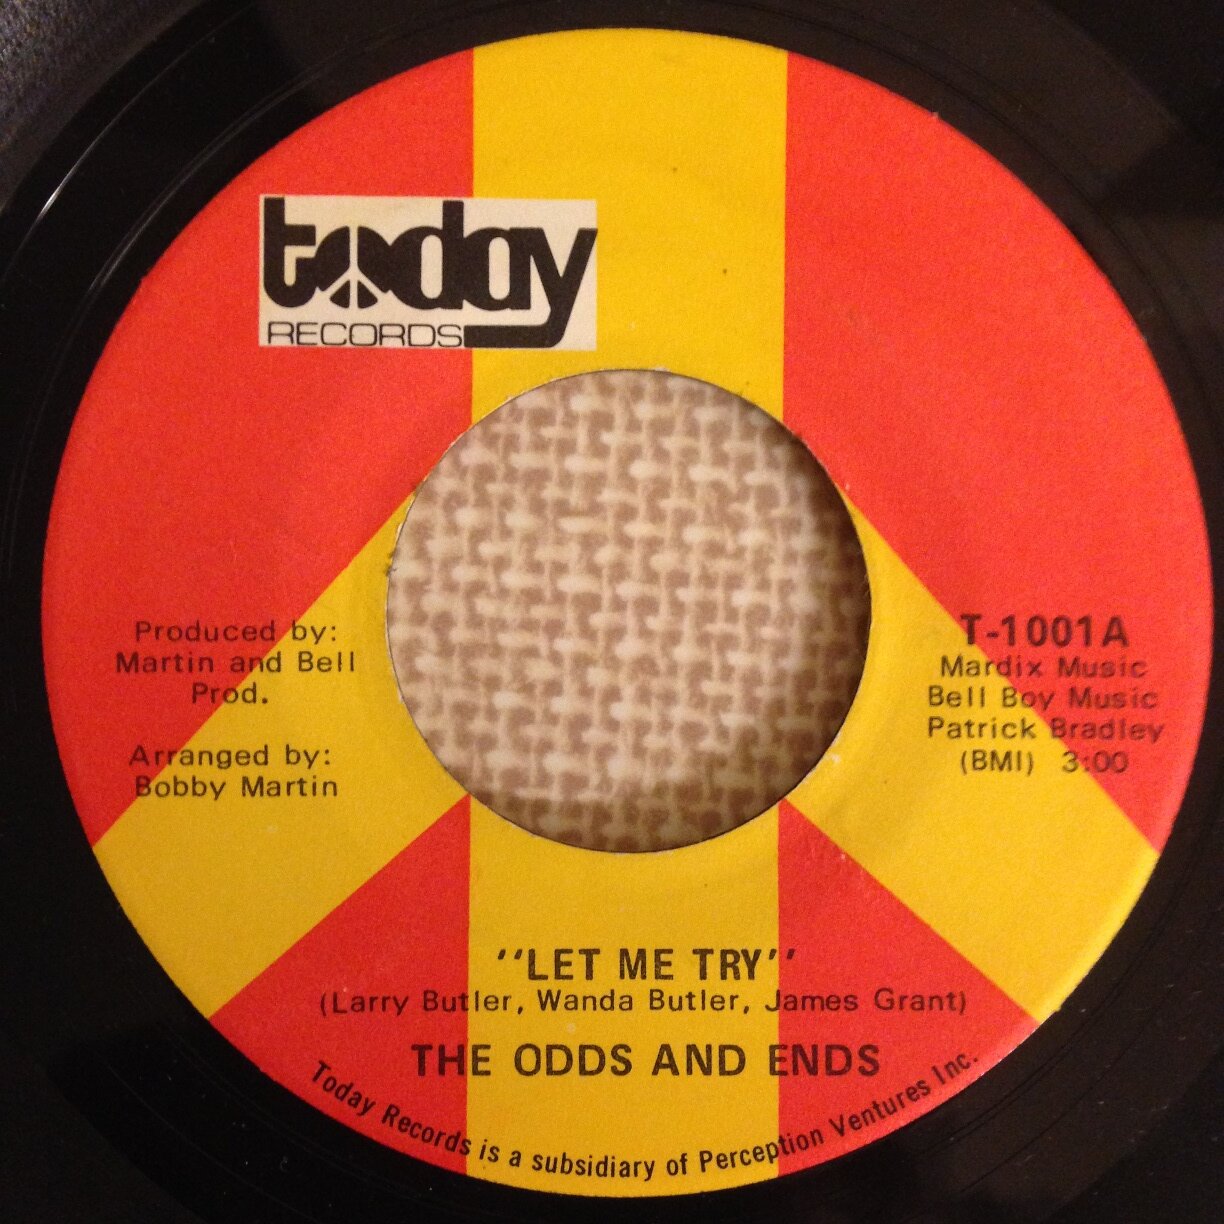 today
RECORDS
Produced by:
Martin and Bell
Prod.
Arranged by:
Bobby Martin
T-1001A
Mardix Music
Bell Boy Music
Patrick Bradley
(BMI) 3:00
"LET ME TRY"
(Larry Butler, Wanda Butler, James Grant)
THE ODDS AND ENDS
Today Records is a subsidiary of Perception Ventures Inc.